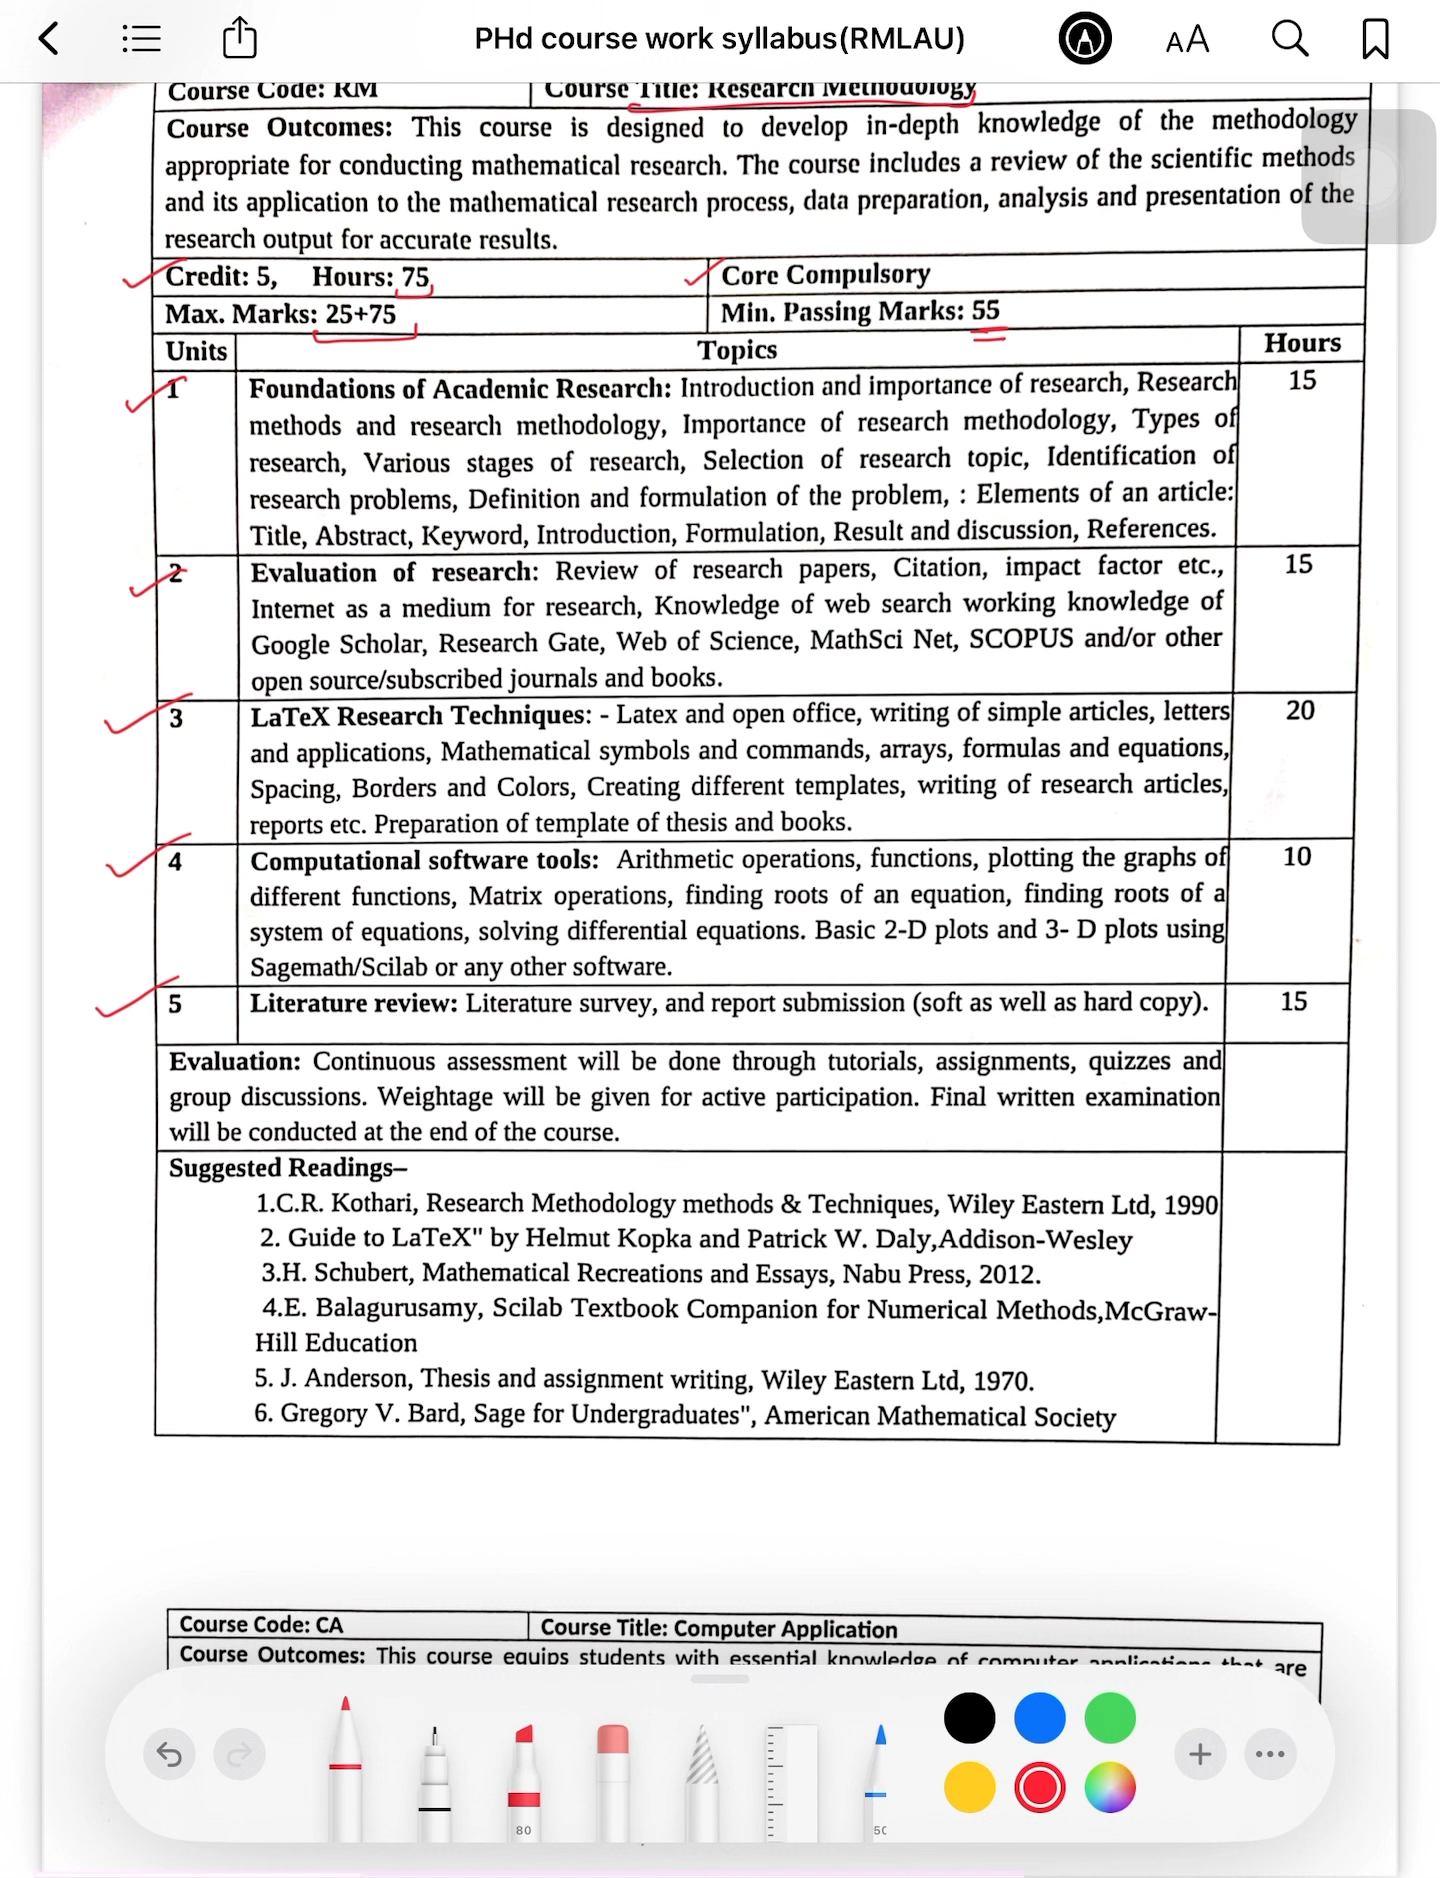 PHd course work syllabus(RMLAU)
AA
Course Code: RM
Course Title: Research Methodology
Course Outcomes: This course is designed to develop in-depth knowledge of the methodology
appropriate for conducting mathematical research. The course includes a review of the scientific methods
and its application to the mathematical research process, data preparation, analysis and presentation of the
research output for accurate results.
Credit: 5, Hours: 75
Core Compulsory
Max. Marks: 25+75
Min. Passing Marks: 55
Units
Topics
Hours
1
Foundations of Academic Research: Introduction and importance of research, Research
15
methods and research methodology, Importance of research methodology, Types of
research, Various stages of research, Selection of research topic, Identification of
research problems, Definition and formulation of the problem, : Elements of an article:
Title, Abstract, Keyword, Introduction, Formulation, Result and discussion, References.
2
Evaluation of research: Review of research papers, Citation, impact factor etc.,
15
Internet as a medium for research, Knowledge of web search working knowledge of
Google Scholar, Research Gate, Web of Science, MathSci Net, SCOPUS and/or other
open source/subscribed journals and books.
3
LaTeX Research Techniques: - Latex and open office, writing of simple articles, letters
20
and applications, Mathematical symbols and commands, arrays, formulas and equations,
Spacing, Borders and Colors, Creating different templates, writing of research articles,
reports etc. Preparation of template of thesis and books.
4
Computational software tools: Arithmetic operations, functions, plotting the graphs of
10
different functions, Matrix operations, finding roots of an equation, finding roots of a
system of equations, solving differential equations. Basic 2-D plots and 3- D plots using
Sagemath/Scilab or any other software.
5
Literature review: Literature survey, and report submission (soft as well as hard copy).
15
Evaluation: Continuous assessment will be done through tutorials, assignments, quizzes and
group discussions. Weightage will be given for active participation. Final written examination
will be conducted at the end of the course.
Suggested Readings–
1.C.R. Kothari, Research Methodology methods & Techniques, Wiley Eastern Ltd, 1990
2. Guide to LaTeX" by Helmut Kopka and Patrick W. Daly,Addison-Wesley
3.H. Schubert, Mathematical Recreations and Essays, Nabu Press, 2012.
4.E. Balagurusamy, Scilab Textbook Companion for Numerical Methods,McGraw-
Hill Education
5. J. Anderson, Thesis and assignment writing, Wiley Eastern Ltd, 1970.
6. Gregory V. Bard, Sage for Undergraduates", American Mathematical Society
Course Code: CA
Course Title: Computer Application
Course Outcomes: This course equips students with essential knowledge of computer applications that are
80
50